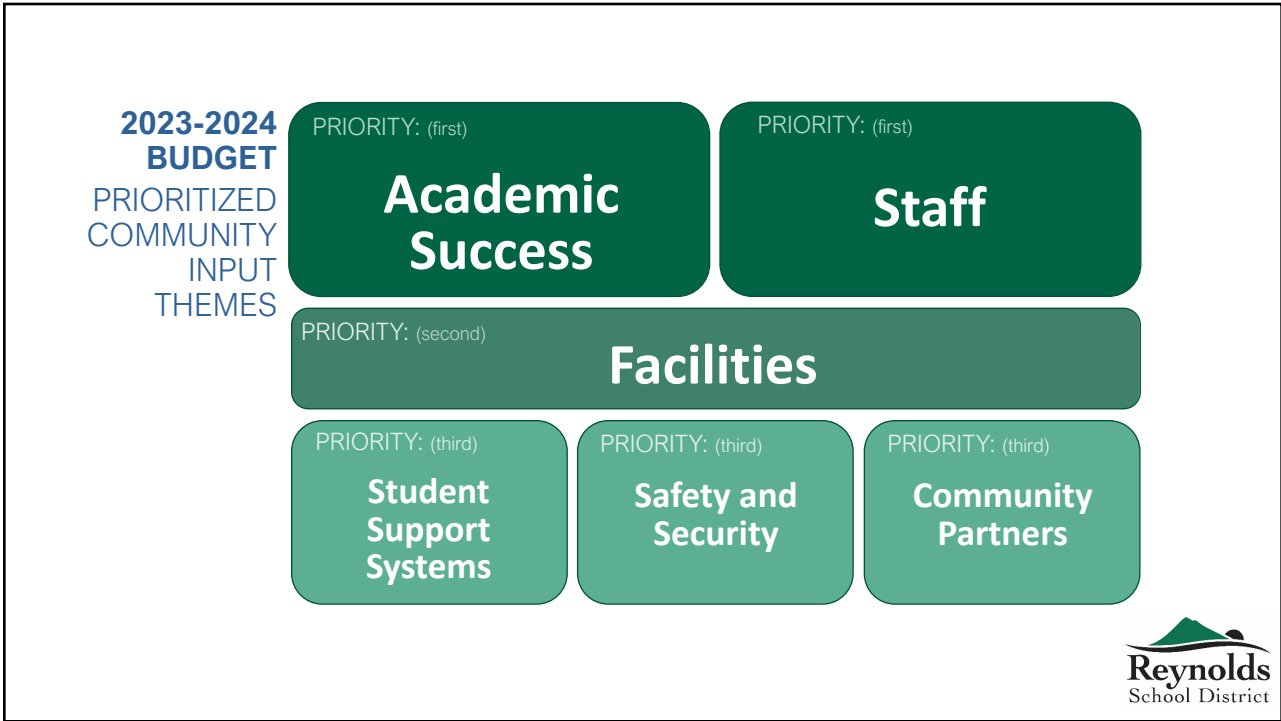 2023-2024
BUDGET
PRIORITIZED
COMMUNITY
INPUT
THEMES
PRIORITY: (first)
Academic
Success
PRIORITY: (first)
Staff
PRIORITY: (second)
Facilities
PRIORITY: (third)
Student
Support
Systems
PRIORITY: (third)
Safety and
Security
PRIORITY: (third)
Community
Partners
Reynolds
School District